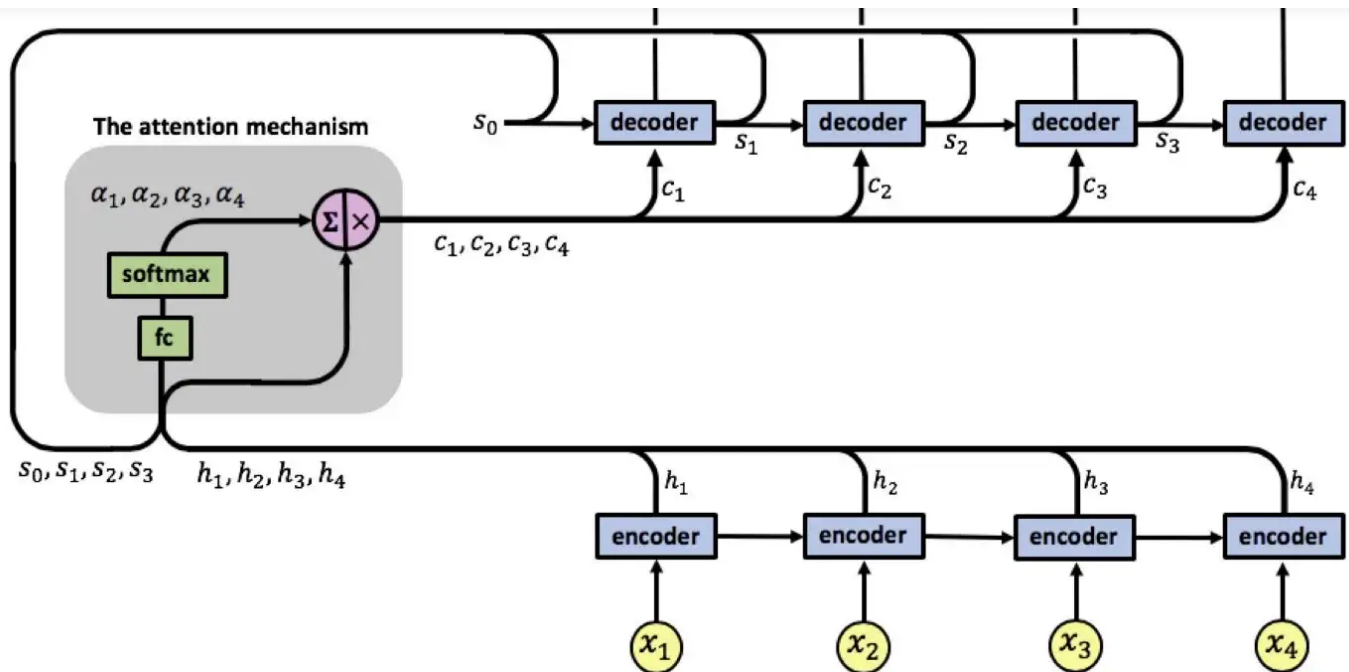 The attention mechanism
s₀ decoder s₁ decoder s₂ decoder s₃ decoder
α₁, α₂, α₃, α₄
Σ ×
c₁ c₂ c₃ c₄
c₁, c₂, c₃, c₄
softmax
fc
s₀, s₁, s₂, s₃
h₁, h₂, h₃, h₄
h₁ h₂ h₃ h₄
encoder encoder encoder encoder
x₁ x₂ x₃ x₄